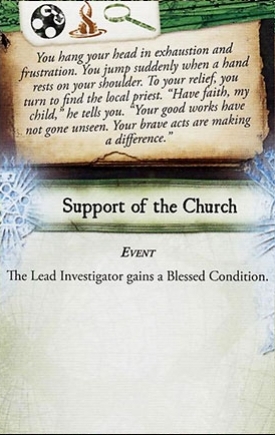 You hang your head in exhaustion and
frustration. You jump suddenly when a hand
rests on your shoulder. To your relief, you
turn to find the local priest. “Have faith, my
child,” he tells you. “Your good works have
not gone unseen. Your brave acts are making
a difference.”
Support of the Church
EVENT
The Lead Investigator gains a Blessed Condition.